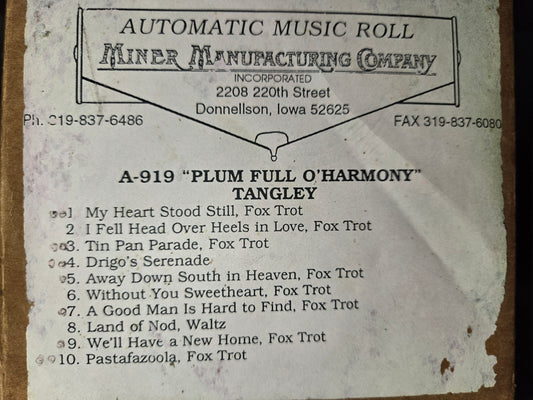 AUTOMATIC MUSIC ROLL
MINER MANUFACTURING COMPANY
INCORPORATED
2208 220th Street
Donnellson, Iowa 52625
Ph. 319-837-6486
FAX 319-837-6080
A-919 "PLUM FULL O'HARMONY"
TANGLEY
1 My Heart Stood Still, Fox Trot
2 I Fell Head Over Heels in Love, Fox Trot
3. Tin Pan Parade, Fox Trot
4. Drigo's Serenade
5. Away Down South in Heaven, Fox Trot
6. Without You Sweetheart, Fox Trot
7. A Good Man Is Hard to Find, Fox Trot
8. Land of Nod, Waltz
9. We'll Have a New Home, Fox Trot
10. Pastafazoola, Fox Trot